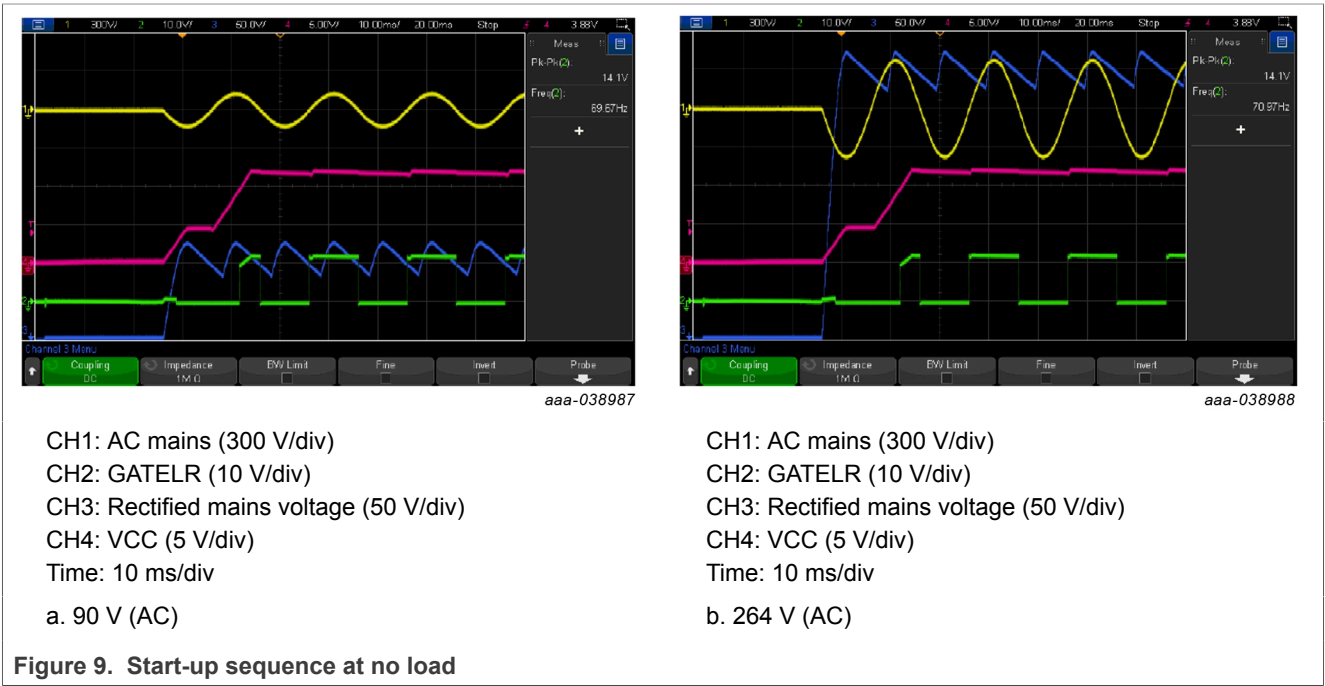 1 300V/ 2 10.0V/ 3 50.0V/ 4 5.00V/ 10.00ms/ 20.00ms Stop 4 3.88V
Meas
Pk-Pk(2):
14.1V
Freq(2):
69.67Hz
+
1
T
2
3
Channel 3 Menu
Coupling
DC
Impedance
1M Ω
BW Limit
Fine
Invert
Probe
aaa-038987
1 300V/ 2 10.0V/ 3 50.0V/ 4 5.00V/ 10.00ms/ 20.00ms Stop 4 3.88V
Meas
Pk-Pk(2):
14.1V
Freq(2):
70.97Hz
+
1
T
2
3
Channel 3 Menu
Coupling
DC
Impedance
1M Ω
BW Limit
Fine
Invert
Probe
aaa-038988
CH1: AC mains (300 V/div)
CH2: GATELR (10 V/div)
CH3: Rectified mains voltage (50 V/div)
CH4: VCC (5 V/div)
Time: 10 ms/div
a. 90 V (AC)
CH1: AC mains (300 V/div)
CH2: GATELR (10 V/div)
CH3: Rectified mains voltage (50 V/div)
CH4: VCC (5 V/div)
Time: 10 ms/div
b. 264 V (AC)
Figure 9. Start-up sequence at no load